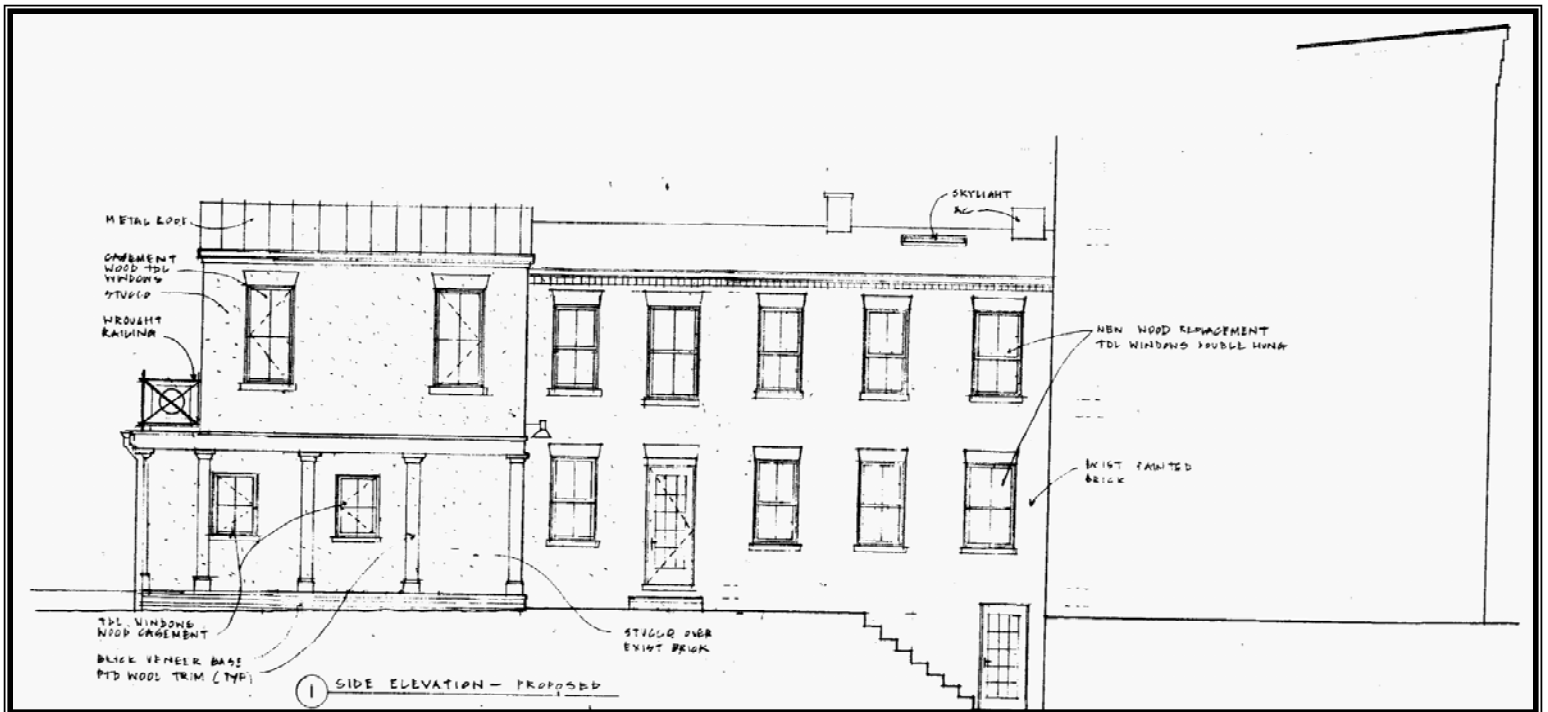 METAL ROOF
CASEMENT
WOOD TDL
WINDOWS
STUCCO
WROUGHT
RAILING
SKYLIGHT
AC
NEW WOOD REPLACEMENT
TDL WINDOWS DOUBLE HUNG
EXIST PAINTED
BRICK
TDL WINDOWS
WOOD CASEMENT
BRICK VENEER BASE
PTD WOOD TRIM (TYP)
STUCCO OVER
EXIST BRICK
1 SIDE ELEVATION - PROPOSED